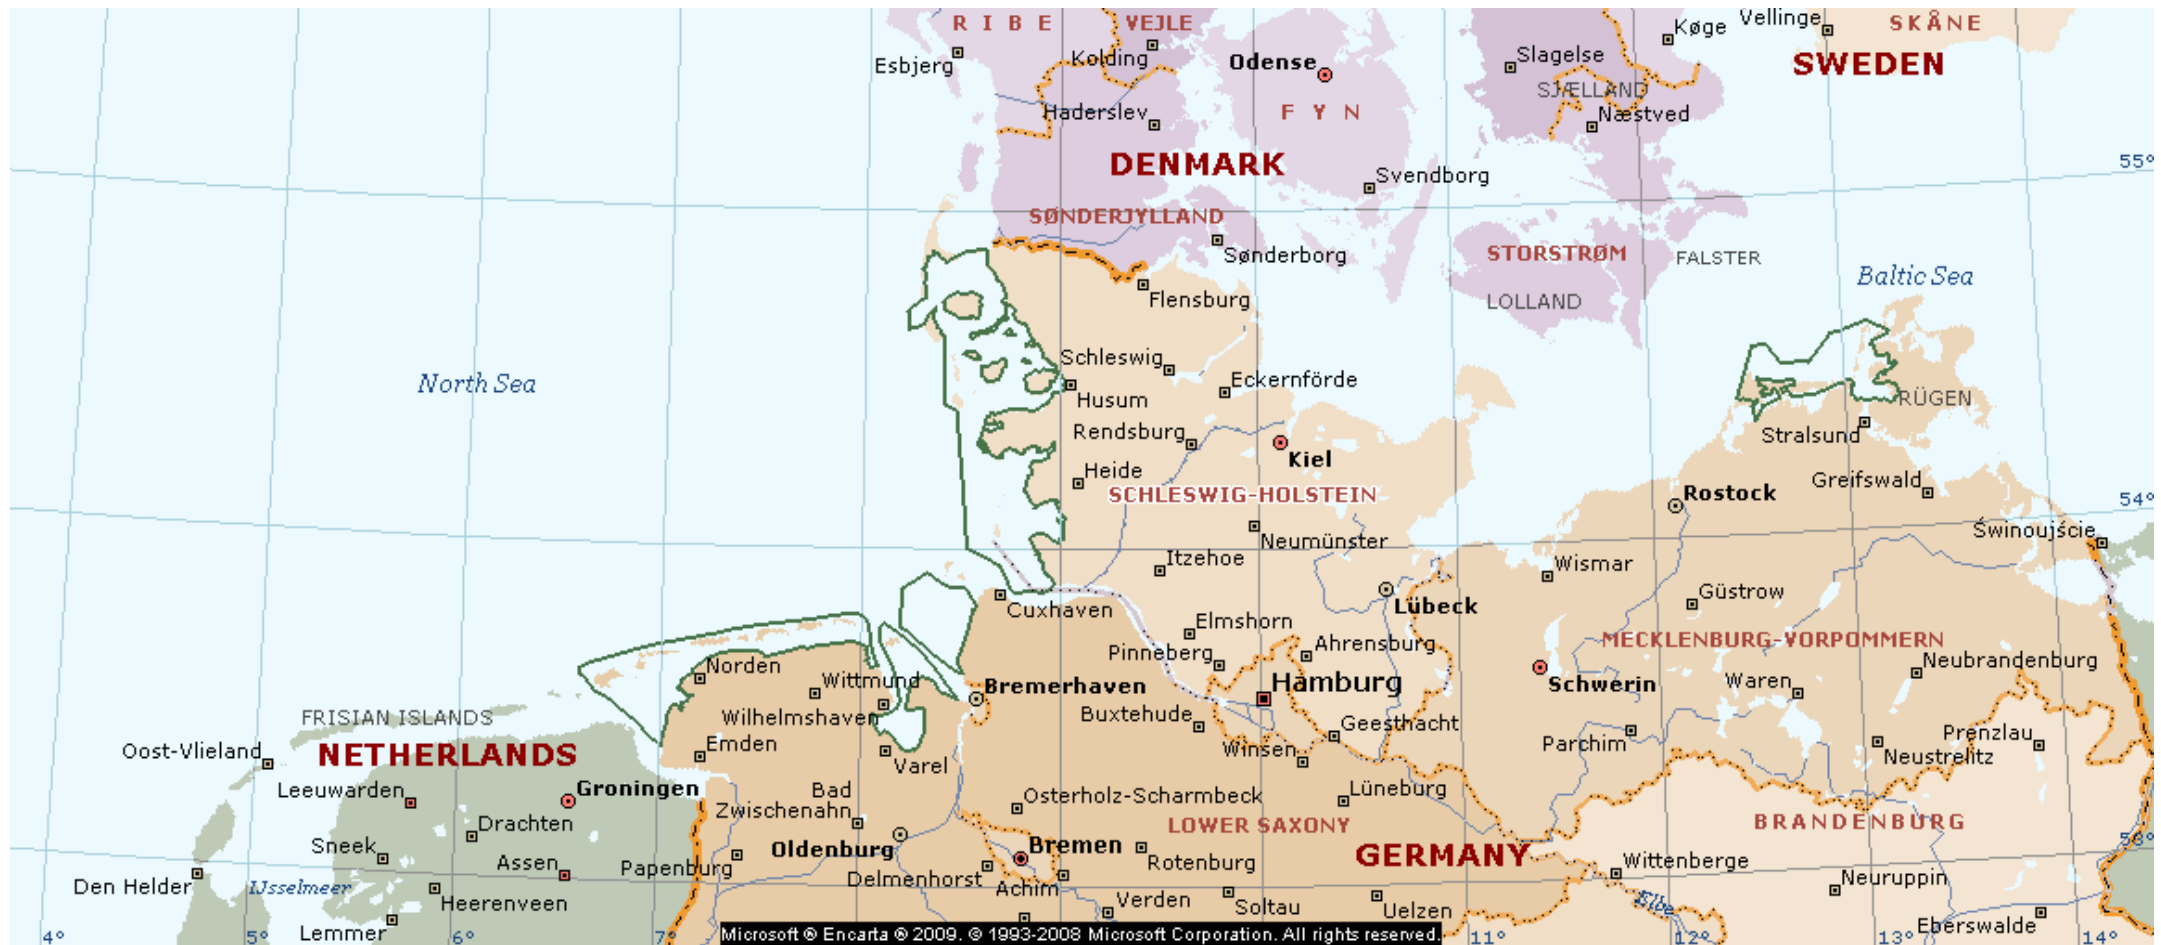 RIBE
VEJLE
Køge
Vellinge
SKÅNE
Esbjerg
Kolding
Odense
Slagelse
SWEDEN
SJÆLLAND
Haderslev
FYN
Næstved
DENMARK
55°
Svendborg
SØNDERJYLLAND
Sønderborg
STORSTRØM
FALSTER
Baltic Sea
LOLLAND
Flensburg
North Sea
Schleswig
Eckernförde
Husum
RÜGEN
Rendsburg
Stralsund
Kiel
Heide
Greifswald
SCHLESWIG-HOLSTEIN
Rostock
54°
Neumünster
Świnoujście
Itzehoe
Wismar
Cuxhaven
Lübeck
Güstrow
Elmshorn
Ahrensburg
MECKLENBURG-VORPOMMERN
Pinneberg
Norden
Neubrandenburg
Wittmund
Bremerhaven
Hamburg
Schwerin
Waren
FRISIAN ISLANDS
Wilhelmshaven
Buxtehude
Geesthacht
Oost-Vlieland
NETHERLANDS
Emden
Winsen
Parchim
Prenzlau
Varel
Neustrelitz
Leeuwarden
Groningen
Bad
Zwischenahn
Osterholz-Scharmbeck
Lüneburg
Drachten
LOWER SAXONY
BRANDENBURG
53°
Sneek
Oldenburg
Bremen
GERMANY
Assen
Papenburg
Rotenburg
Wittenberge
Den Helder
IJsselmeer
Delmenhorst
Achim
Neuruppin
Heerenveen
Verden
Soltau
Uelzen
Elbe
Lemmer
Eberswalde
4°
5°
6°
7°
Microsoft ® Encarta ® 2009. © 1993-2008 Microsoft Corporation. All rights reserved.
11°
12°
13°
14°